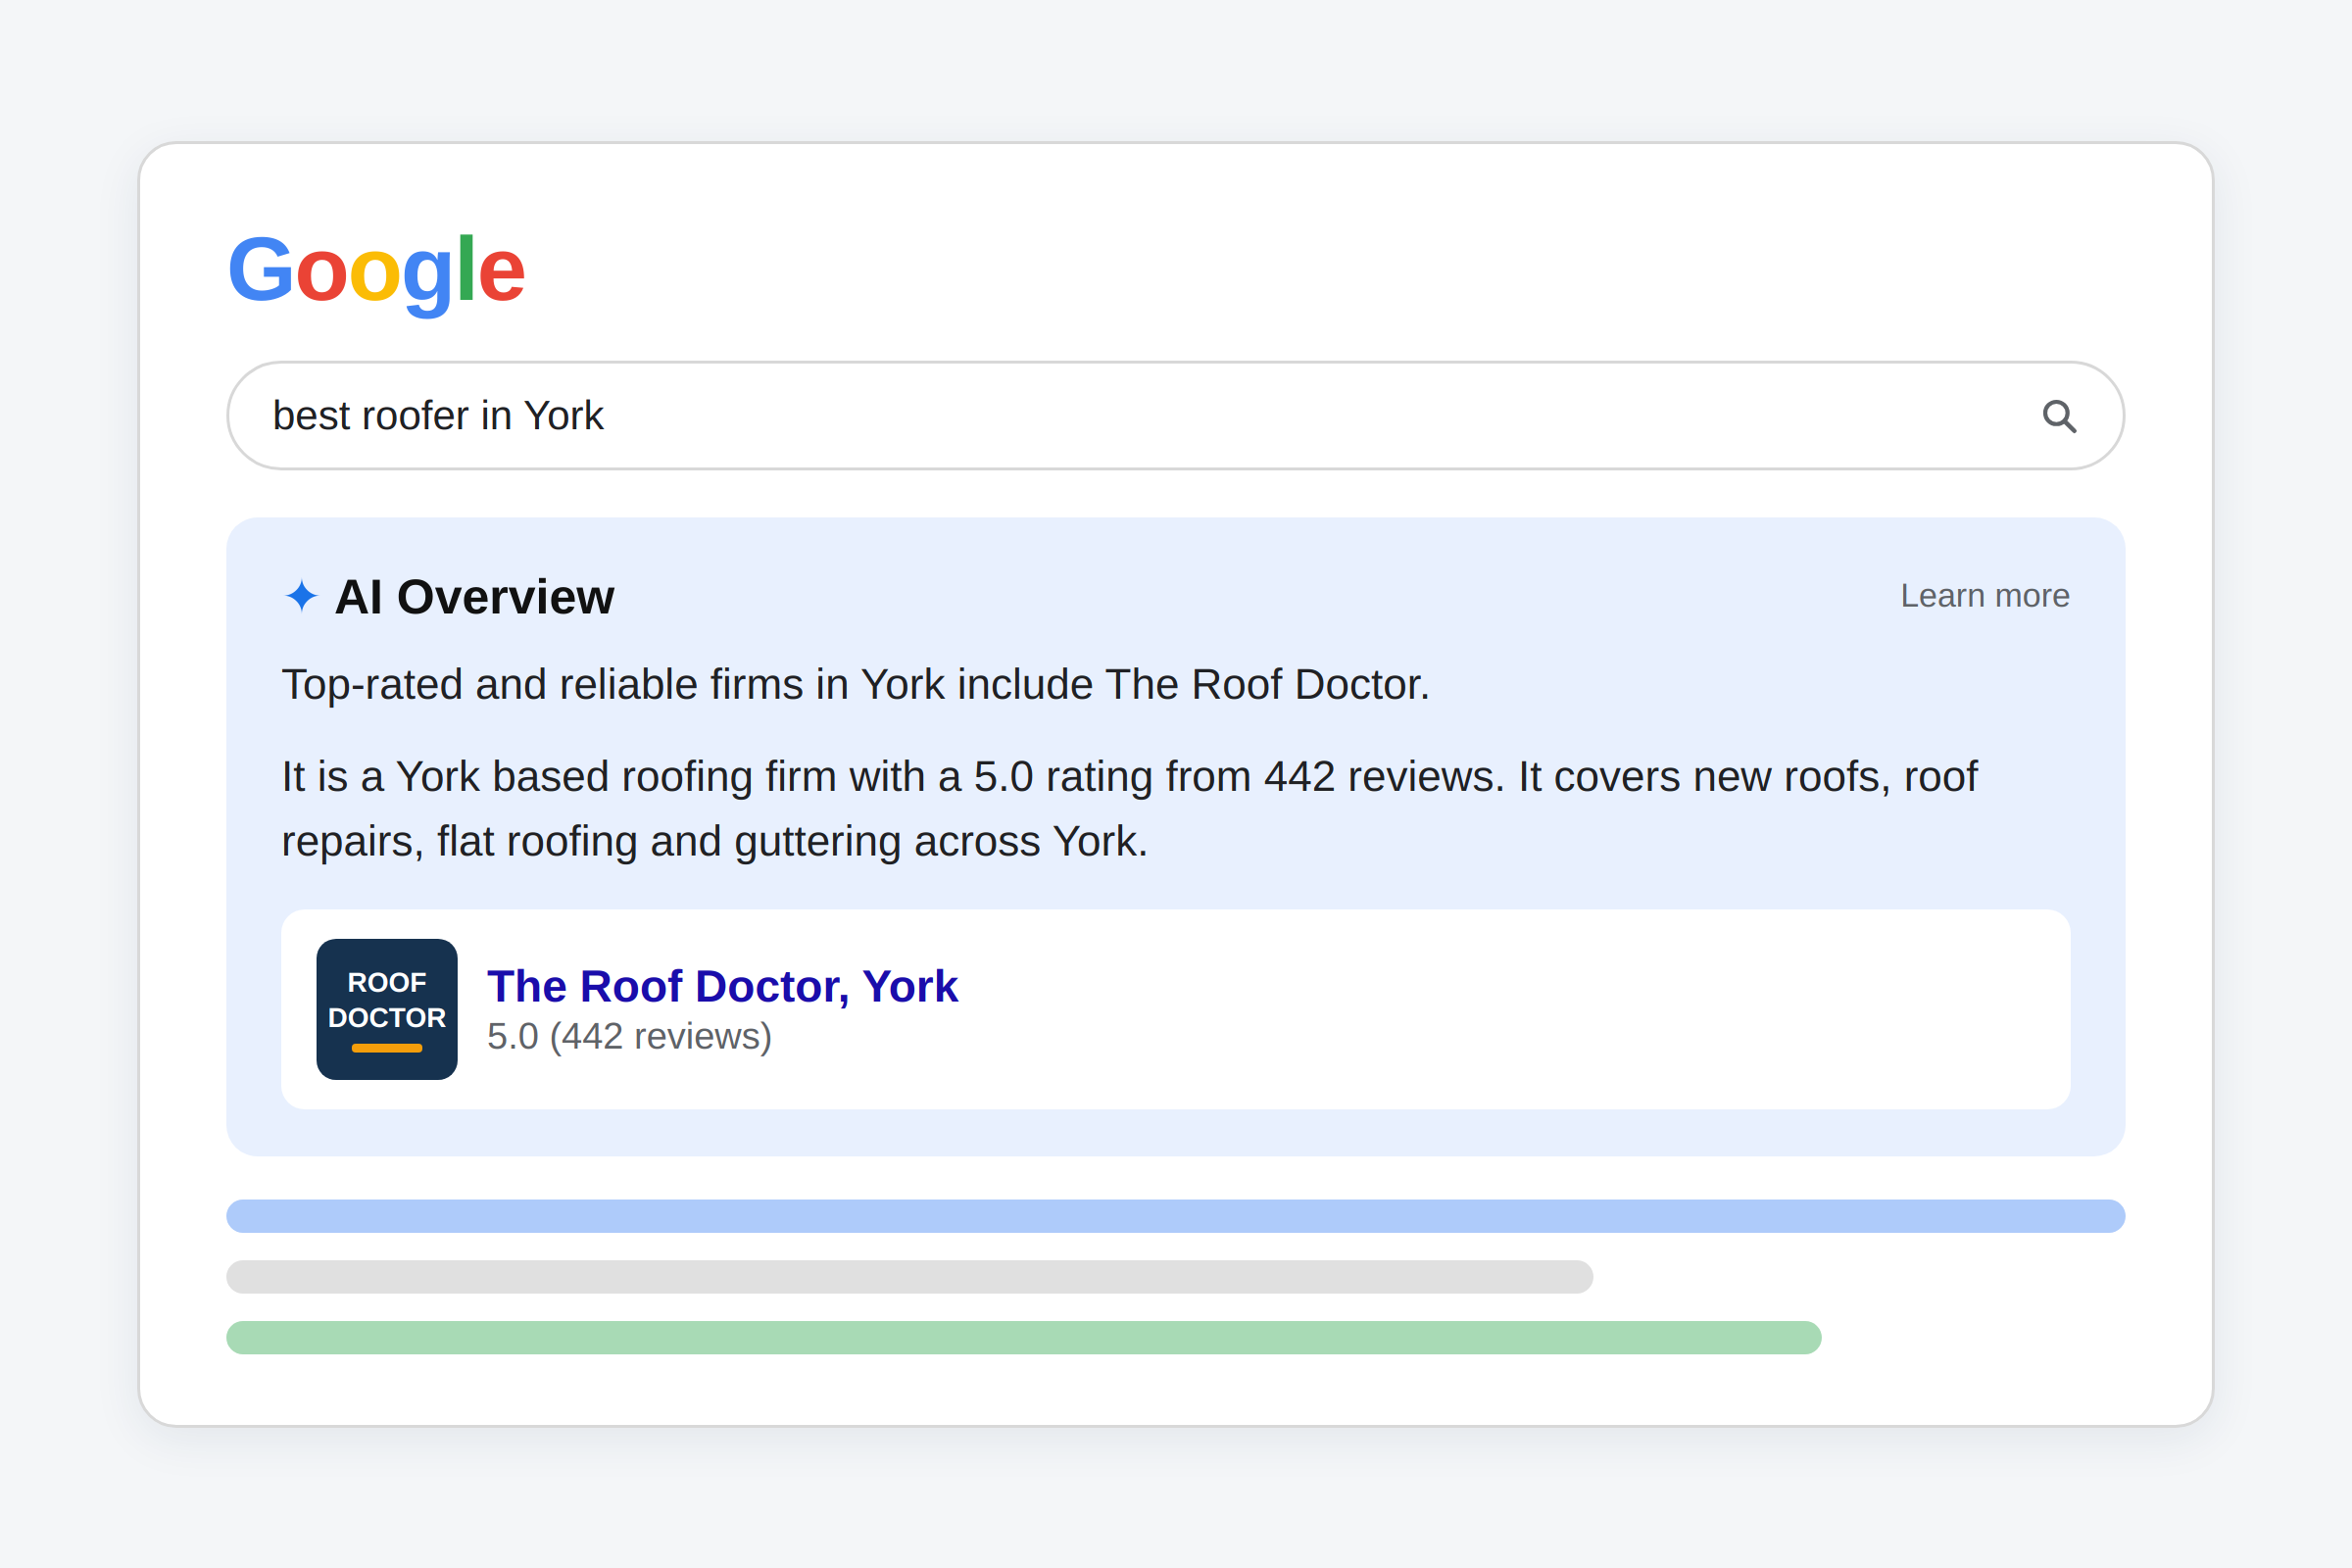 Google
best roofer in York
✦ AI Overview
Learn more
Top-rated and reliable firms in York include The Roof Doctor.
It is a York based roofing firm with a 5.0 rating from 442 reviews. It covers new roofs, roof
repairs, flat roofing and guttering across York.
ROOF
DOCTOR
The Roof Doctor, York
5.0 (442 reviews)